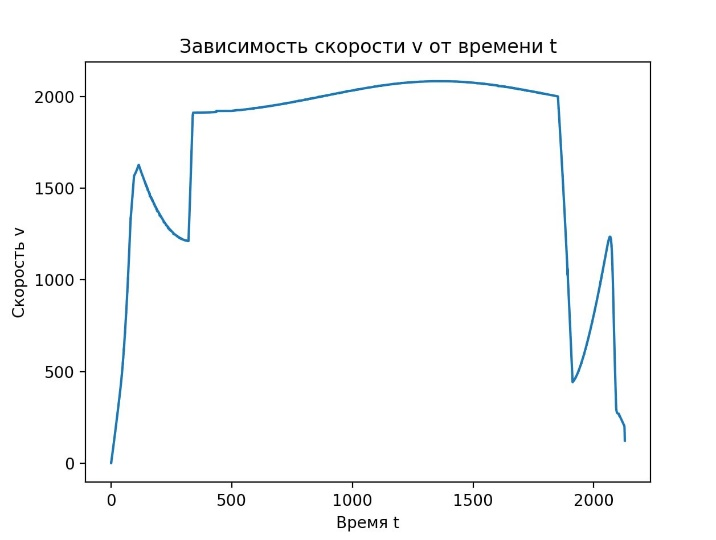 Зависимость скорости v от времени t
2000
1500
1000
500
0
Скорость v
0 500 1000 1500 2000
Время t